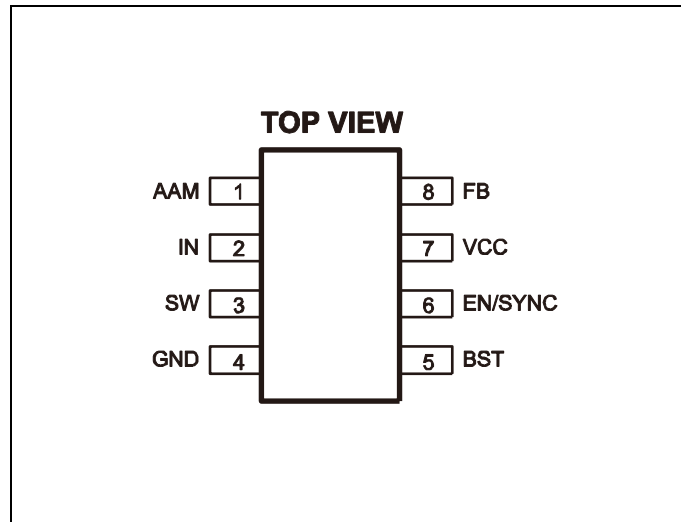 TOP VIEW
AAM 1 8 FB
IN 2 7 VCC
SW 3 6 EN/SYNC
GND 4 5 BST